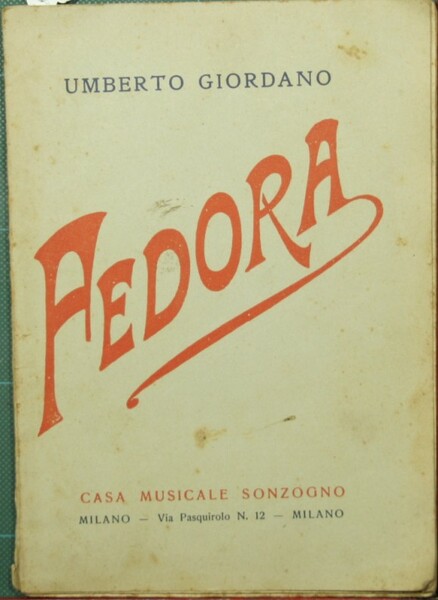 UMBERTO GIORDANO
FEDORA
CASA MUSICALE SONZOGNO
MILANO — Via Pasquirolo N. 12 — MILANO